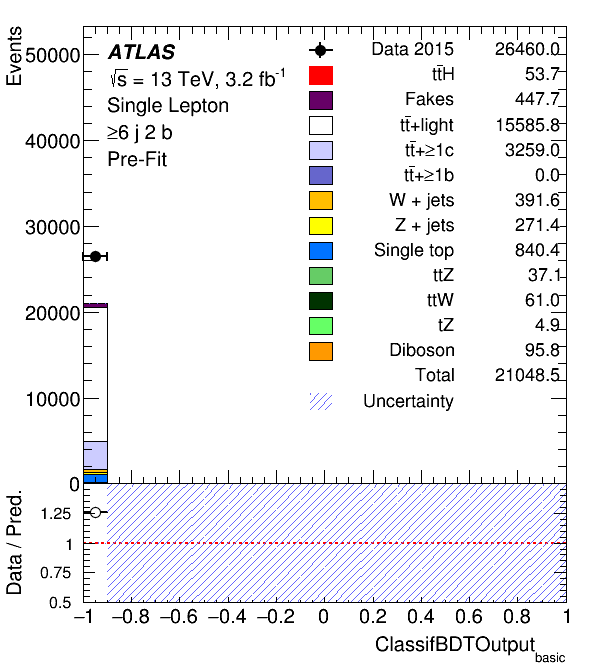 Events
50000
40000
30000
20000
10000
0
ATLAS
√s = 13 TeV, 3.2 fb⁻¹
Single Lepton
≥6 j 2 b
Pre-Fit
Data 2015 26460.0
tt̄H 53.7
Fakes 447.7
tt̄+light 15585.8
tt̄+≥1c 3259.0
tt̄+≥1b 0.0
W + jets 391.6
Z + jets 271.4
Single top 840.4
ttZ 37.1
ttW 61.0
tZ 4.9
Diboson 95.8
Total 21048.5
Uncertainty
Data / Pred.
1.25
1
0.75
0.5
−1 −0.8 −0.6 −0.4 −0.2 0 0.2 0.4 0.6 0.8 1
ClassifBDTOutput_basic